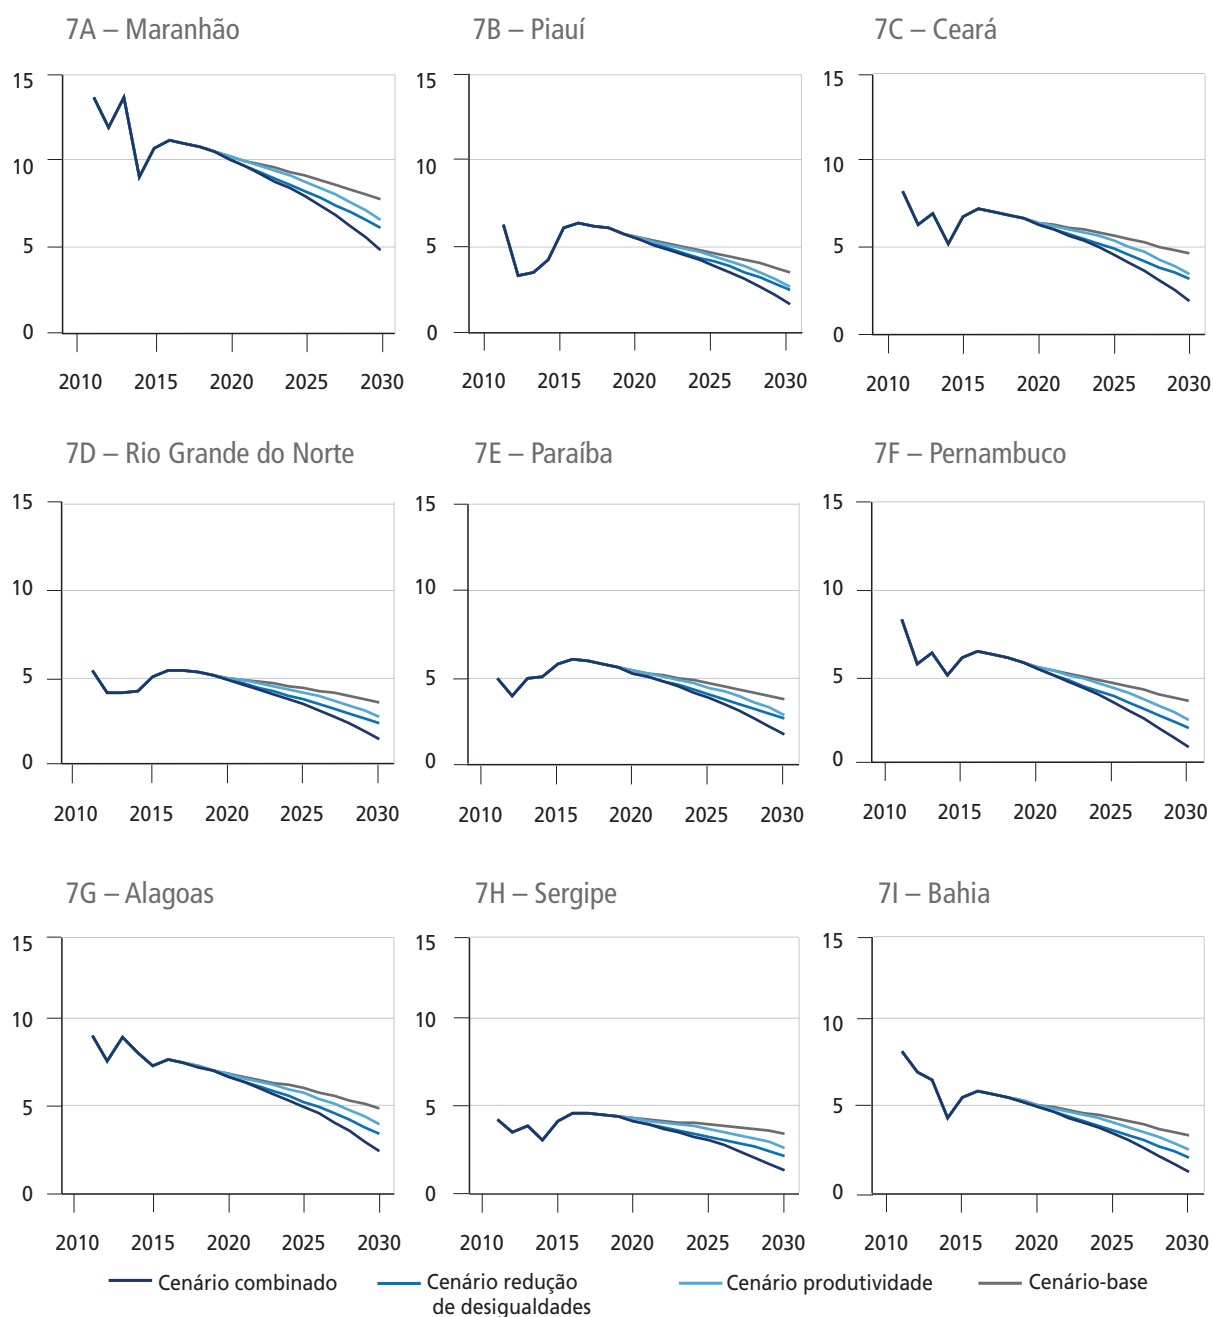 7A – Maranhão
7B – Piauí
7C – Ceará
15
10
5
0
2010 2015 2020 2025 2030
15
10
5
0
2010 2015 2020 2025 2030
15
10
5
0
2010 2015 2020 2025 2030
7D – Rio Grande do Norte
7E – Paraíba
7F – Pernambuco
15
10
5
0
2010 2015 2020 2025 2030
15
10
5
0
2010 2015 2020 2025 2030
15
10
5
0
2010 2015 2020 2025 2030
7G – Alagoas
7H – Sergipe
7I – Bahia
15
10
5
0
2010 2015 2020 2025 2030
15
10
5
0
2010 2015 2020 2025 2030
15
10
5
0
2010 2015 2020 2025 2030
Cenário combinado
Cenário redução
de desigualdades
Cenário produtividade
Cenário-base